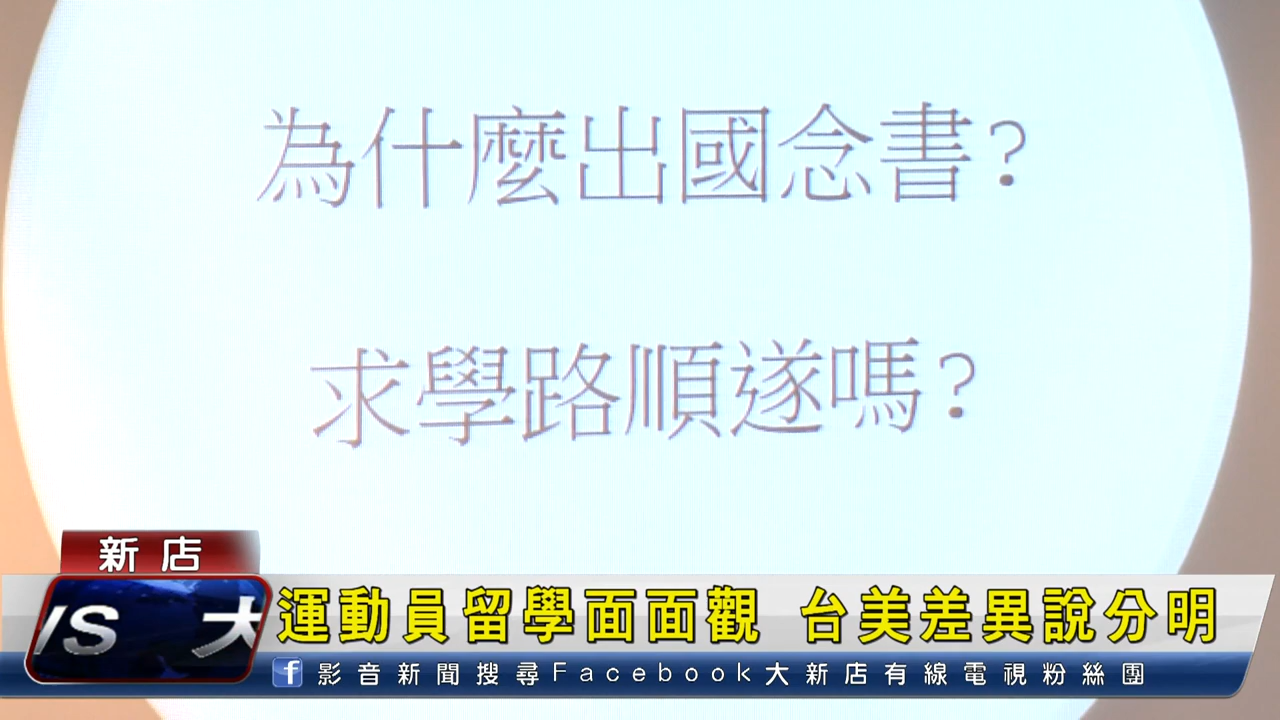 為什麼出國念書?
求學路順遂嗎?
新店
運動員留學面面觀 台美差異說分明
大
影音新聞搜尋Facebook大新店有線電視粉絲團